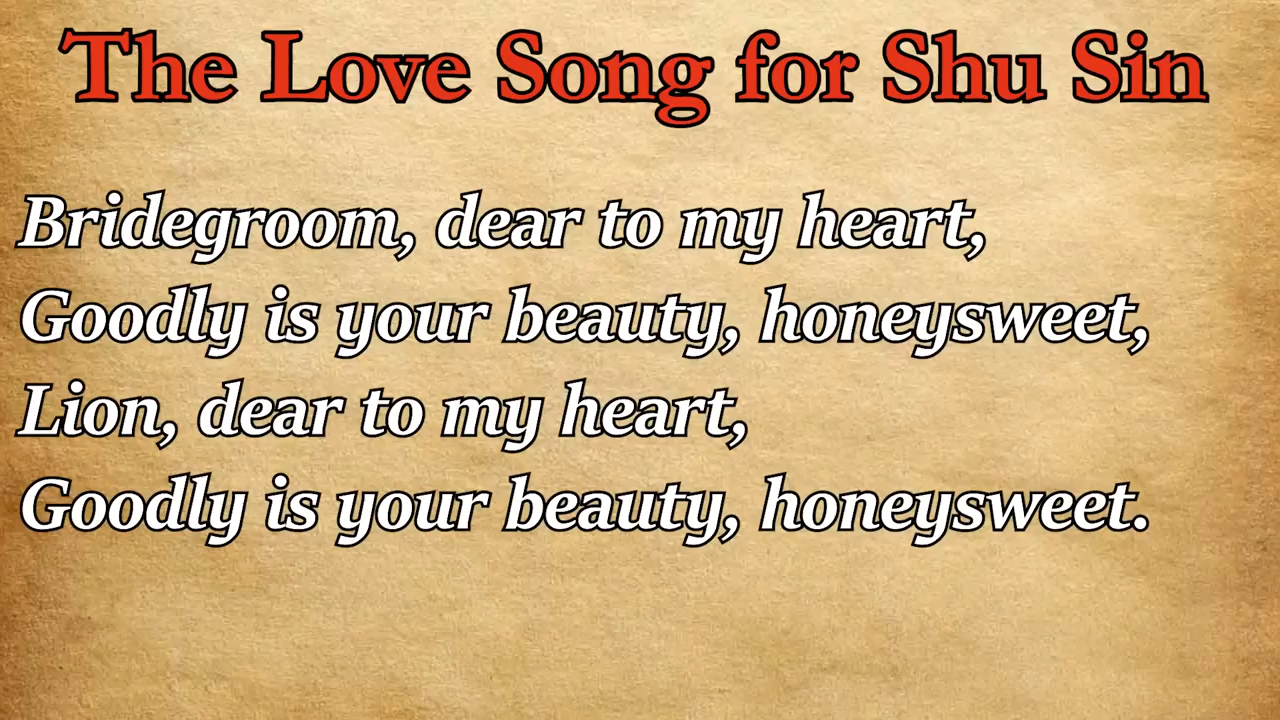 The Love Song for Shu Sin
Bridegroom, dear to my heart,
Goodly is your beauty, honeysweet,
Lion, dear to my heart,
Goodly is your beauty, honeysweet.